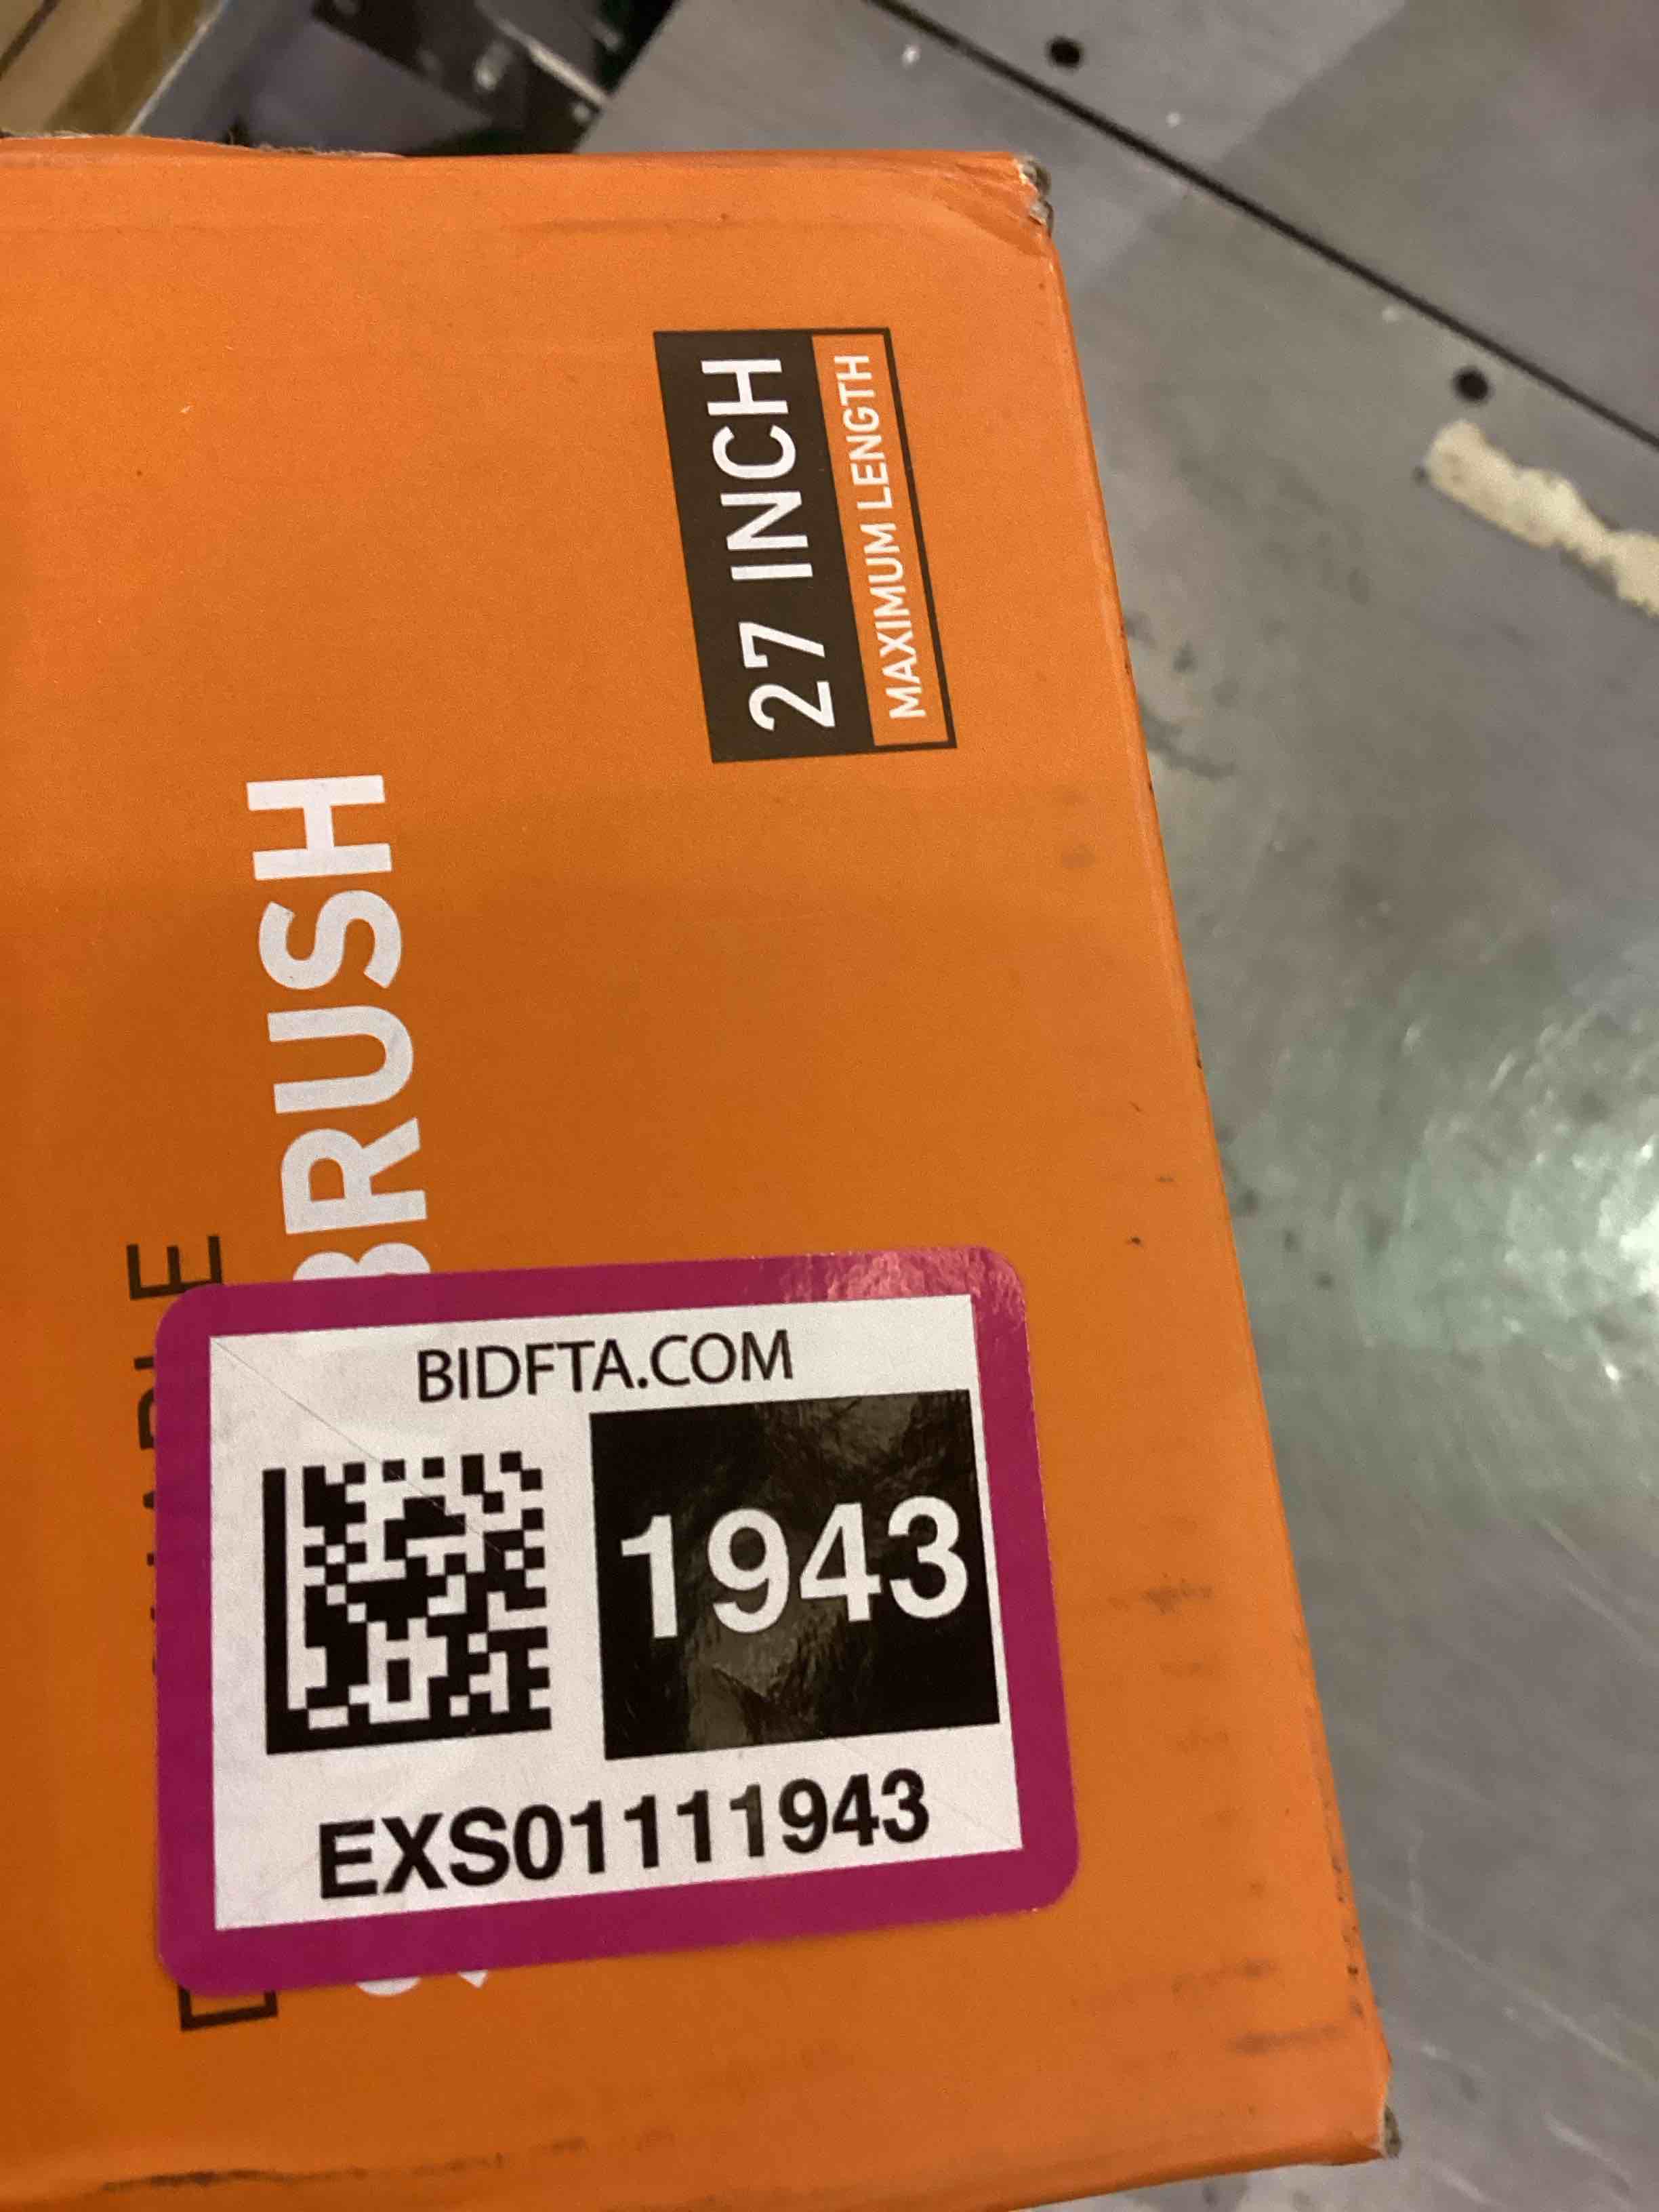 27 INCH
MAXIMUM LENGTH
BRUSH
BIDFTA.COM
1943
EXS01111943